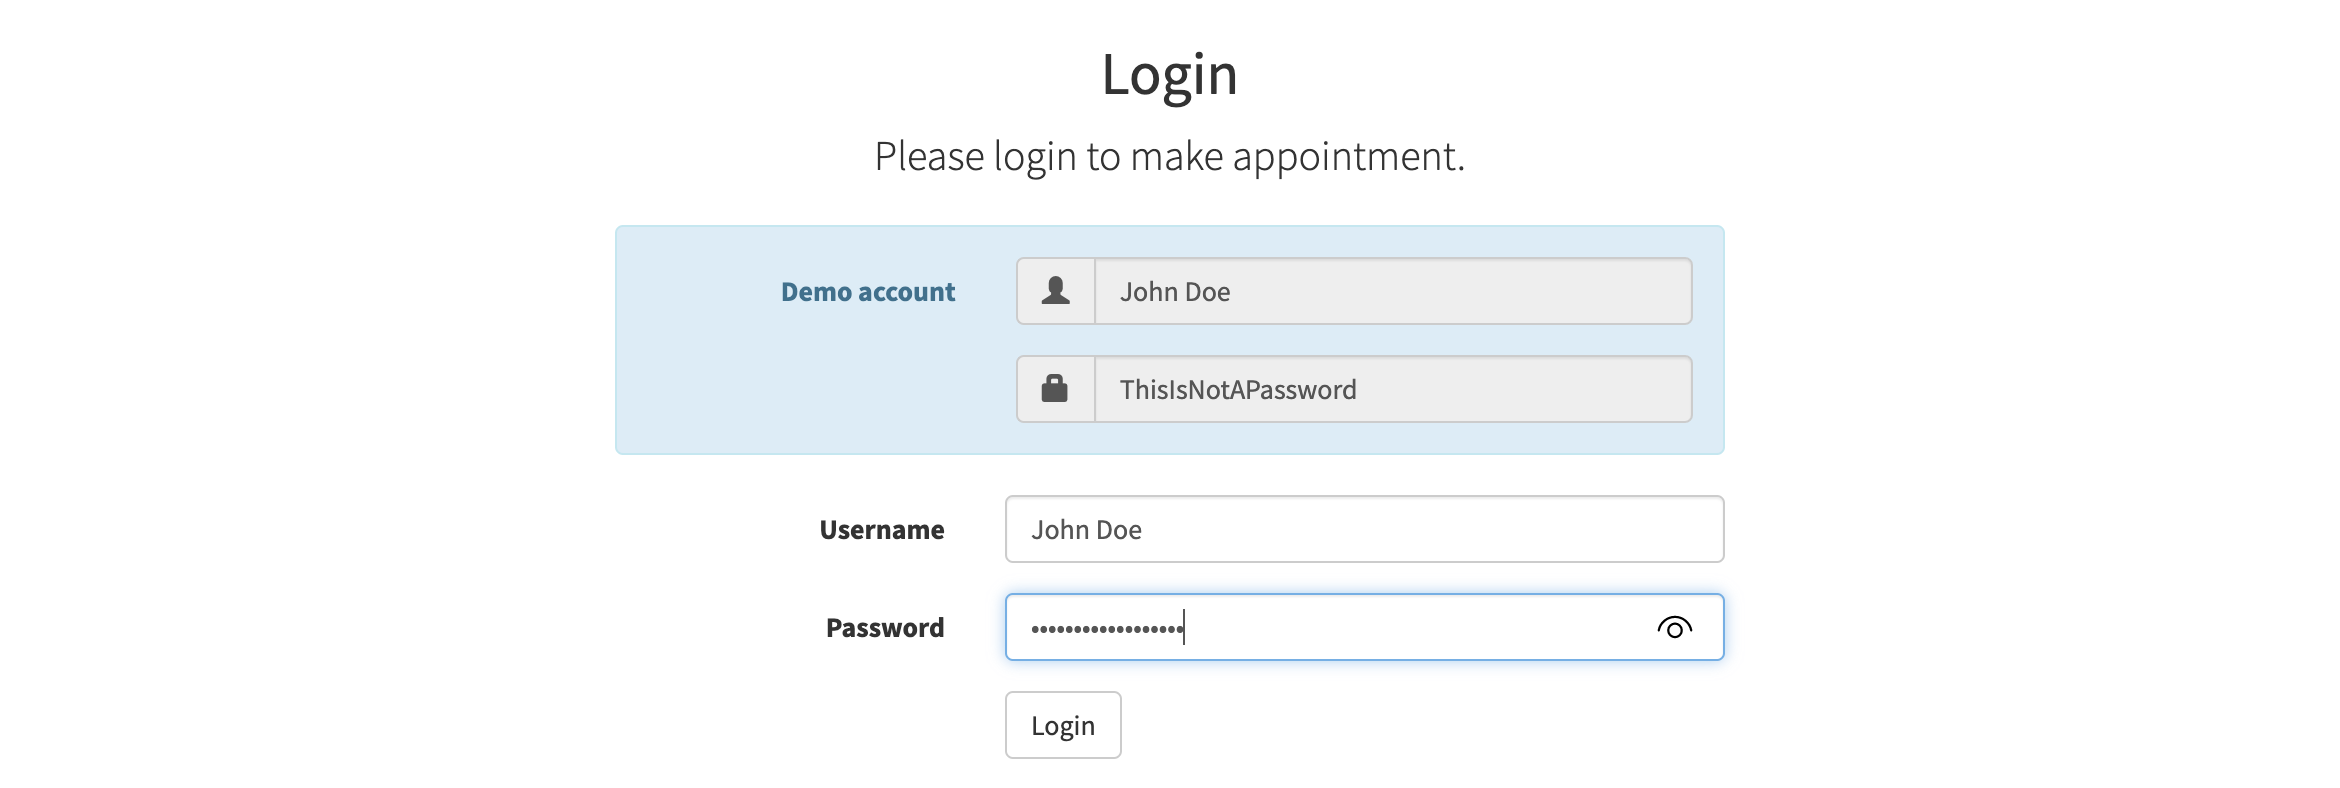 Login
Please login to make appointment.
Demo account
John Doe
ThisIsNotAPassword
Username
John Doe
Password
••••••••••••••••••
Login